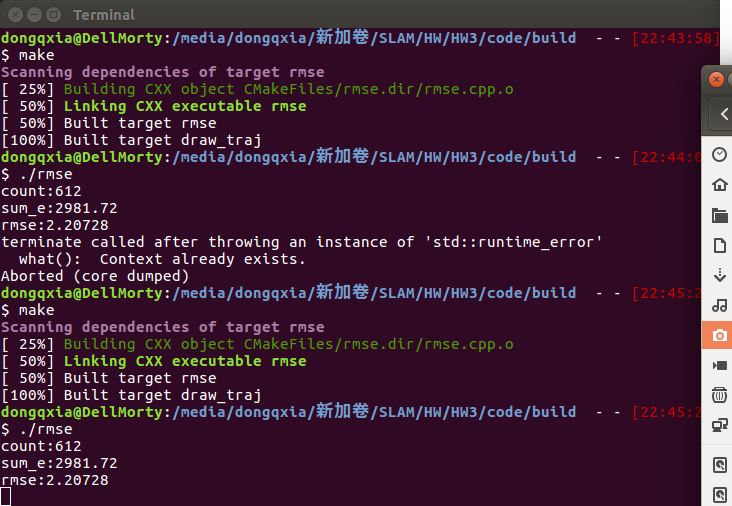 Terminal
dongqxia@DellMorty:/media/dongqxia/新加卷/SLAM/HW/HW3/code/build - - [22:43:58]
$ make
Scanning dependencies of target rmse
[ 25%] Building CXX object CMakeFiles/rmse.dir/rmse.cpp.o
[ 50%] Linking CXX executable rmse
[ 50%] Built target rmse
[100%] Built target draw_traj
dongqxia@DellMorty:/media/dongqxia/新加卷/SLAM/HW/HW3/code/build - - [22:44:
$ ./rmse
count:612
sum_e:2981.72
rmse:2.20728
terminate called after throwing an instance of 'std::runtime_error'
  what():  Context already exists.
Aborted (core dumped)
dongqxia@DellMorty:/media/dongqxia/新加卷/SLAM/HW/HW3/code/build - - [22:45:2
$ make
Scanning dependencies of target rmse
[ 25%] Building CXX object CMakeFiles/rmse.dir/rmse.cpp.o
[ 50%] Linking CXX executable rmse
[ 50%] Built target rmse
[100%] Built target draw_traj
dongqxia@DellMorty:/media/dongqxia/新加卷/SLAM/HW/HW3/code/build - - [22:45:2
$ ./rmse
count:612
sum_e:2981.72
rmse:2.20728